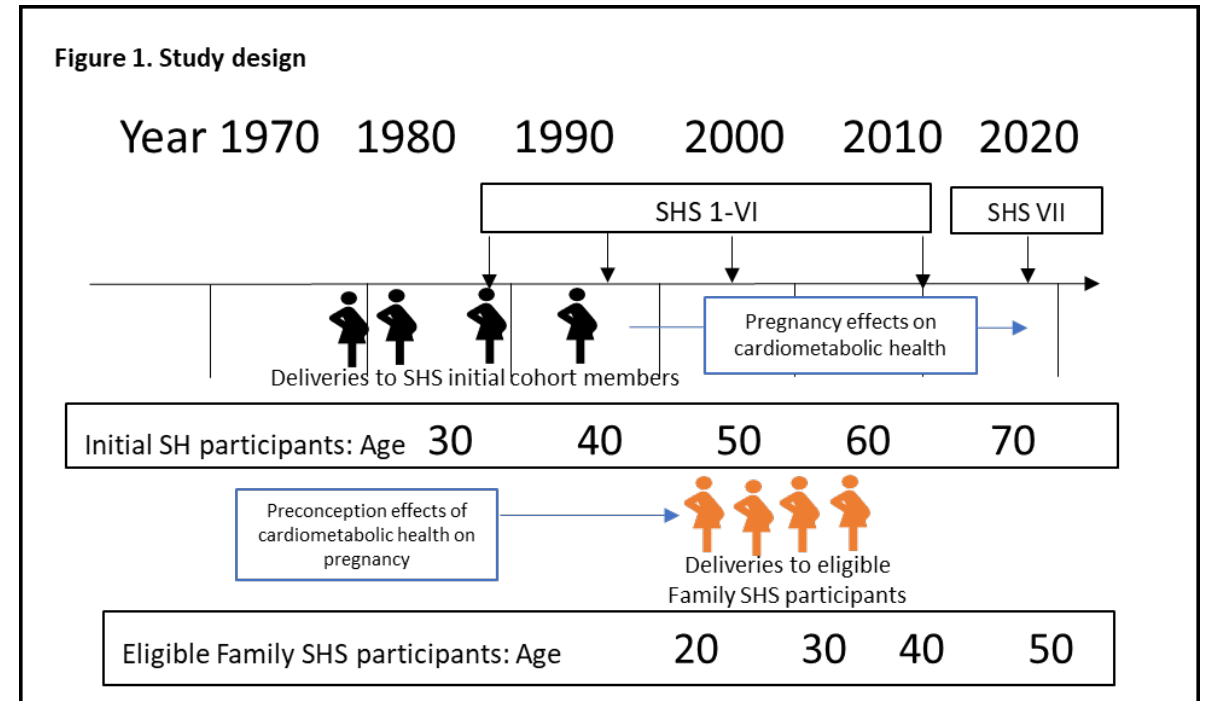 Figure 1. Study design
Year 1970 1980 1990 2000 2010 2020
SHS 1-VI
SHS VII
Pregnancy effects on
cardiometabolic health
Deliveries to SHS initial cohort members
Initial SH participants: Age 30 40 50 60 70
Preconception effects of
cardiometabolic health on
pregnancy
Deliveries to eligible
Family SHS participants
Eligible Family SHS participants: Age 20 30 40 50